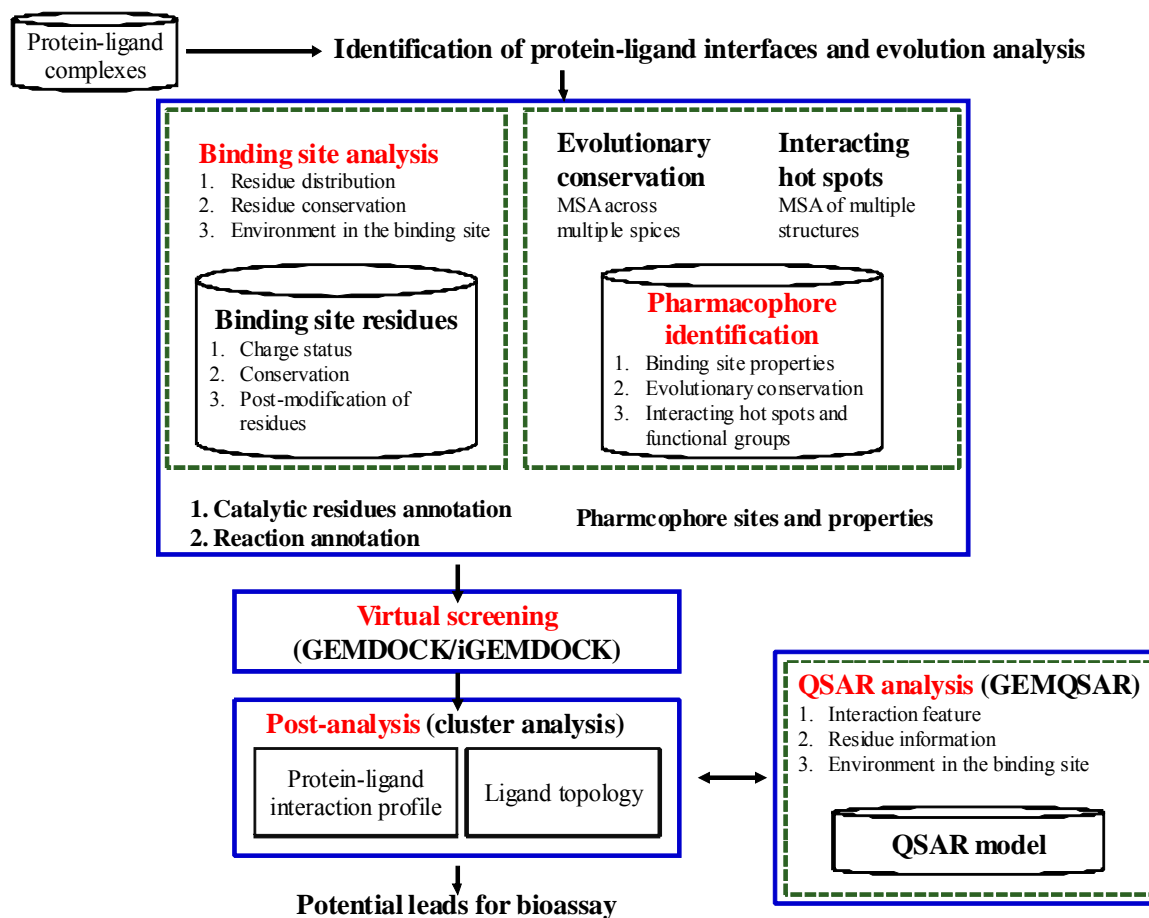 Protein-ligand
complexes
Identification of protein-ligand interfaces and evolution analysis
Binding site analysis
1. Residue distribution
2. Residue conservation
3. Environment in the binding site
Binding site residues
1. Charge status
2. Conservation
3. Post-modification of
residues
Evolutionary
conservation
MSA across
multiple spices
Interacting
hot spots
MSA of multiple
structures
Pharmacophore
identification
1. Binding site properties
2. Evolutionary conservation
3. Interacting hot spots and
functional groups
1. Catalytic residues annotation
2. Reaction annotation
Pharmcophore sites and properties
Virtual screening
(GEMDOCK/iGEMDOCK)
Post-analysis (cluster analysis)
Protein-ligand
interaction profile
Ligand topology
QSAR analysis (GEMQSAR)
1. Interaction feature
2. Residue information
3. Environment in the binding site
QSAR model
Potential leads for bioassay